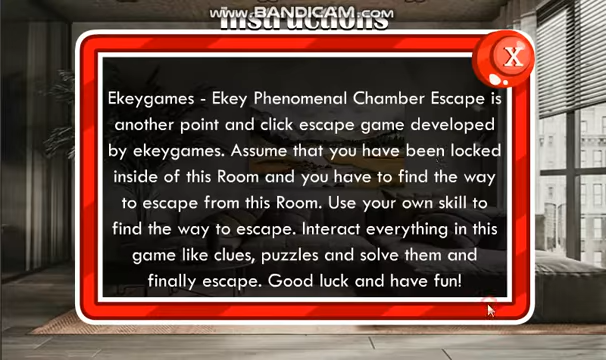 www.BANDICAM.com
Instructions
X
Ekeygames - Ekey Phenomenal Chamber Escape is
another point and click escape game developed
by ekeygames. Assume that you have been locked
inside of this Room and you have to find the way
to escape from this Room. Use your own skill to
find the way to escape. Interact everything in this
game like clues, puzzles and solve them and
finally escape. Good luck and have fun!